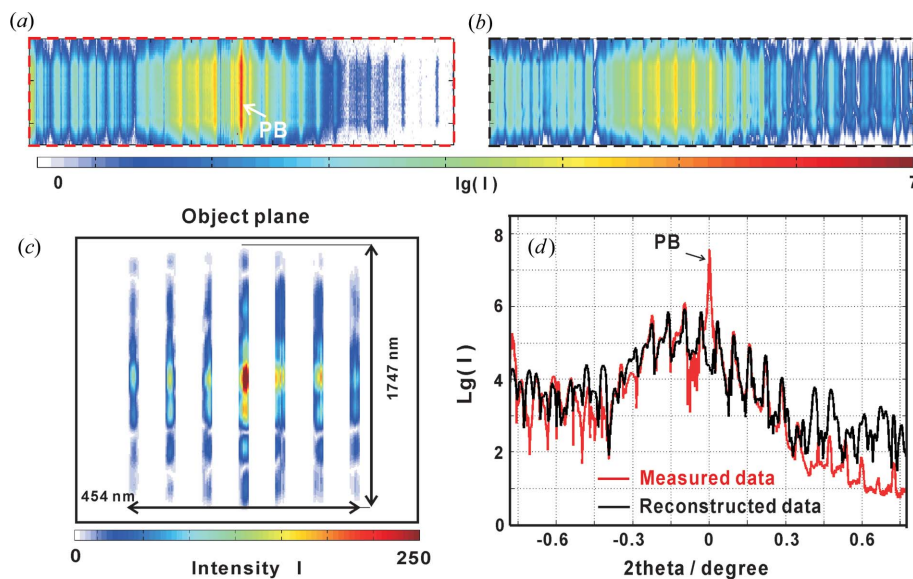 (a)
(b)
PB
0
lg( I )
7
Object plane
(c)
1747 nm
454 nm
0
250
Intensity I
(d)
PB
8
6
4
2
0
Lg( I )
Measured data
Reconstructed data
-0.6 -0.3 0 0.3 0.6
2theta / degree